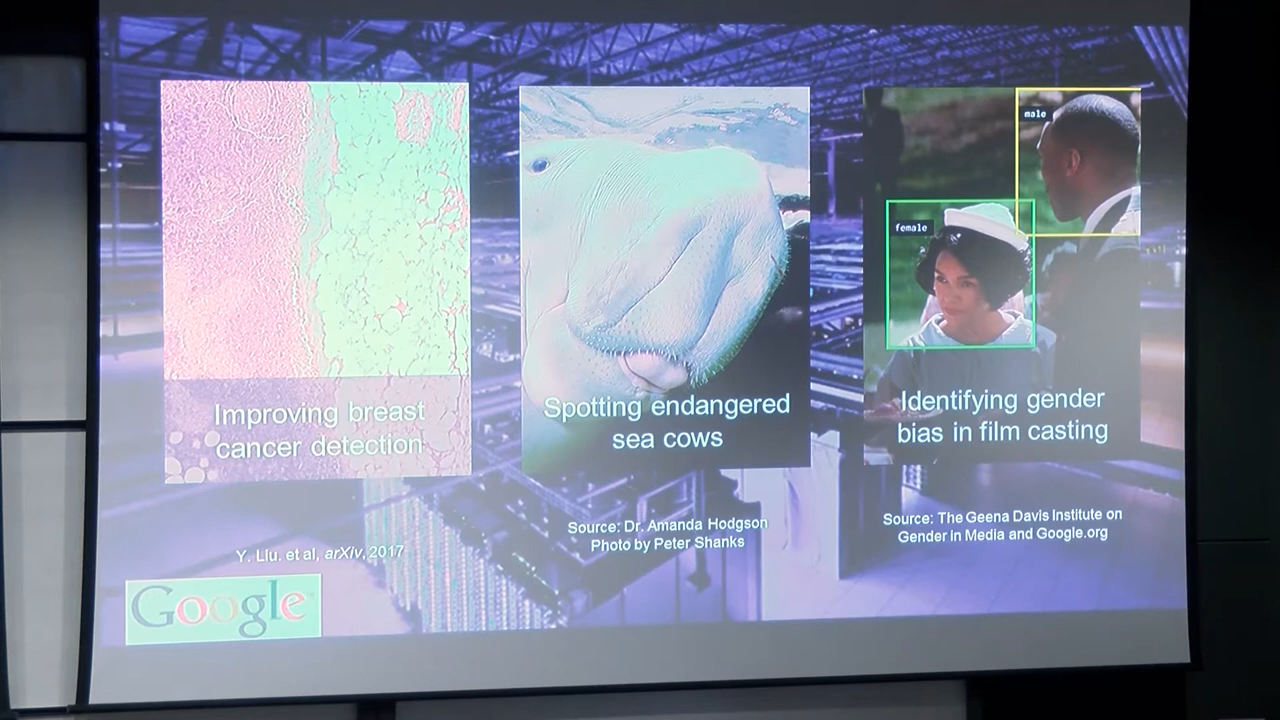 Improving breast
cancer detection
Y. Liu. et al, arXiv, 2017
Spotting endangered
sea cows
Source: Dr. Amanda Hodgson
Photo by Peter Shanks
male
female
Identifying gender
bias in film casting
Source: The Geena Davis Institute on
Gender in Media and Google.org
Google